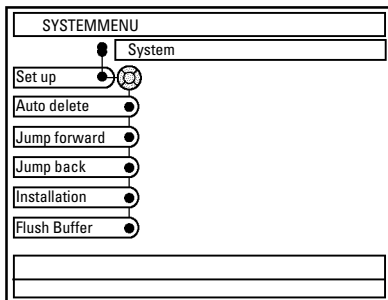 SYSTEMMENU
System
Set up
Auto delete
Jump forward
Jump back
Installation
Flush Buffer